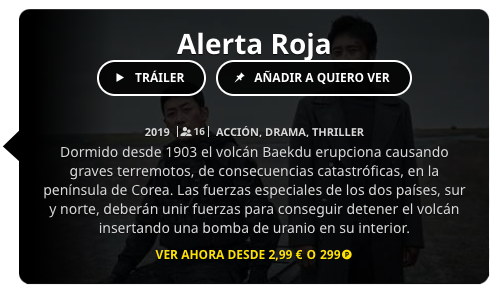 Alerta Roja
TRÁILER
AÑADIR A QUIERO VER
2019 | 16 | ACCIÓN, DRAMA, THRILLER
Dormido desde 1903 el volcán Baekdu erupciona causando
graves terremotos, de consecuencias catastróficas, en la
península de Corea. Las fuerzas especiales de los dos países, sur
y norte, deberán unir fuerzas para conseguir detener el volcán
insertando una bomba de uranio en su interior.
VER AHORA DESDE 2,99 € O 299 P